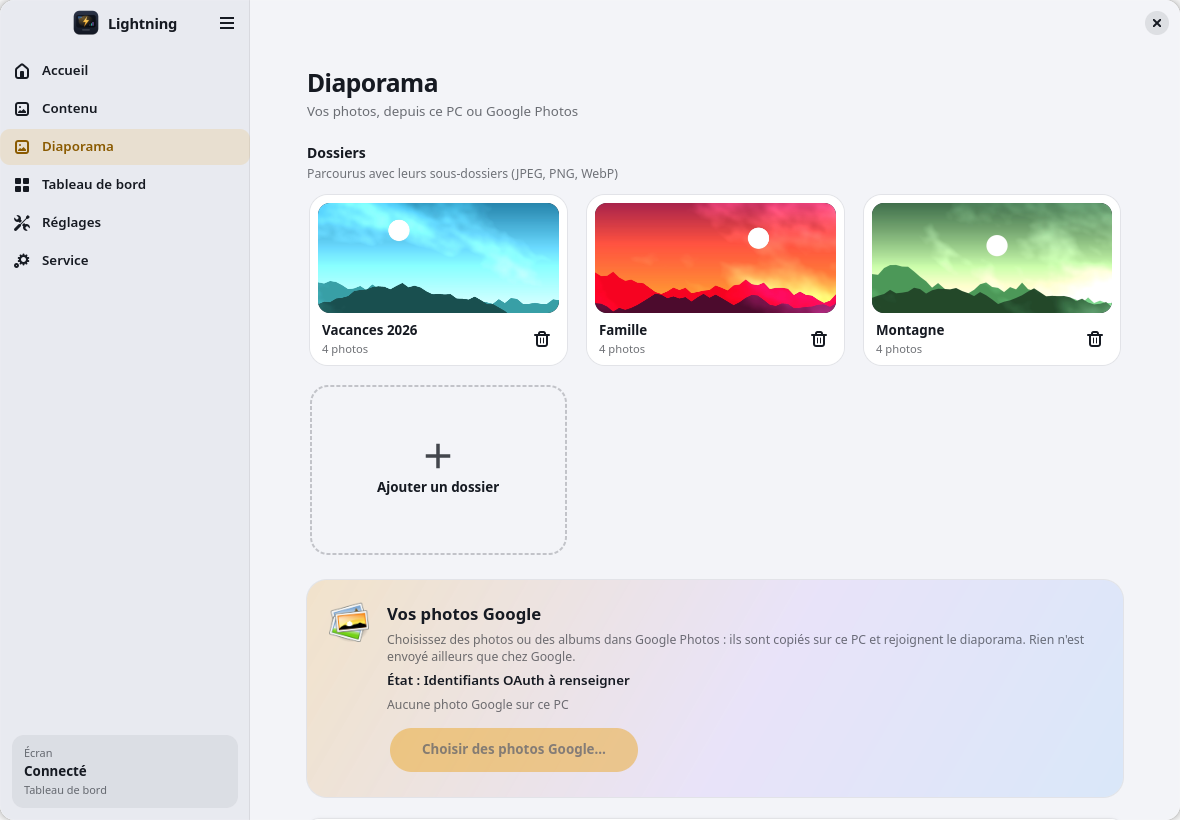 Lightning
Accueil
Contenu
Diaporama
Tableau de bord
Réglages
Service
Écran
Connecté
Tableau de bord
Diaporama
Vos photos, depuis ce PC ou Google Photos
Dossiers
Parcourus avec leurs sous-dossiers (JPEG, PNG, WebP)
Vacances 2026
4 photos
Famille
4 photos
Montagne
4 photos
Ajouter un dossier
Vos photos Google
Choisissez des photos ou des albums dans Google Photos : ils sont copiés sur ce PC et rejoignent le diaporama. Rien n'est
envoyé ailleurs que chez Google.
État : Identifiants OAuth à renseigner
Aucune photo Google sur ce PC
Choisir des photos Google...